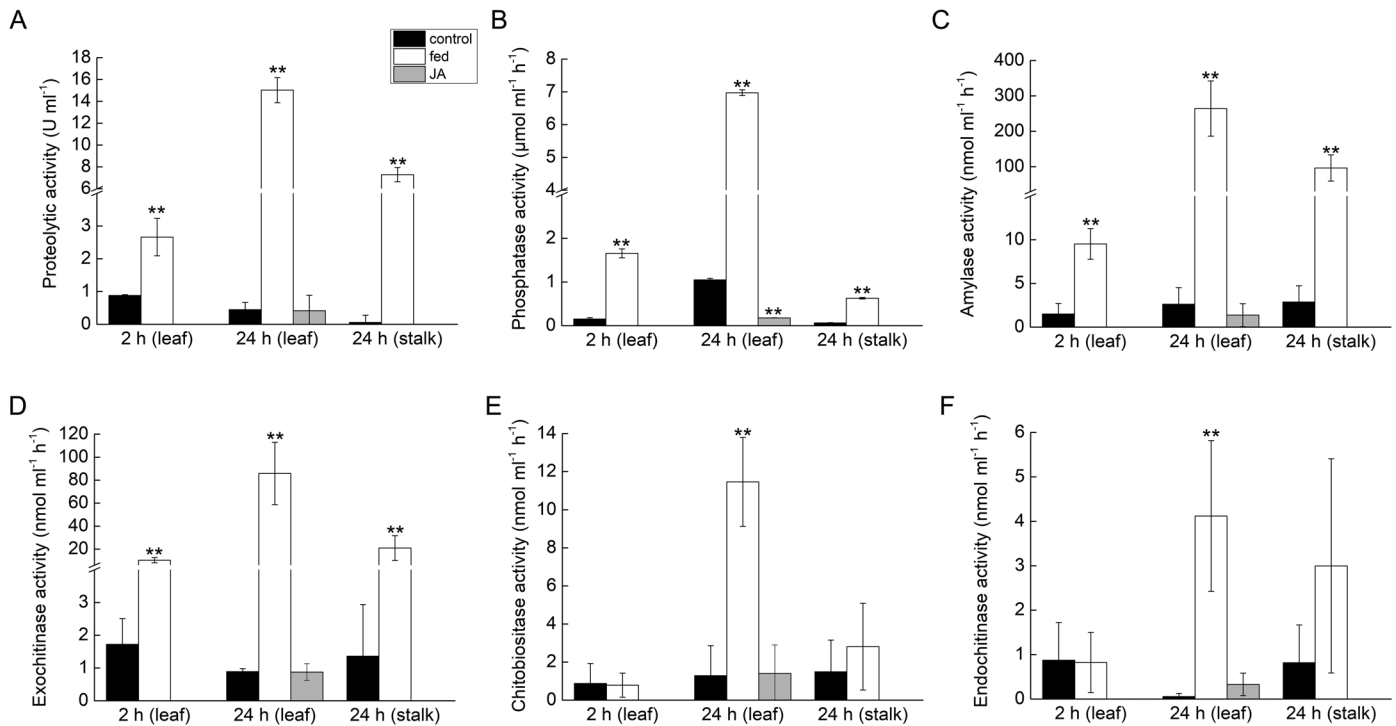 A
control
fed
JA
Proteolytic activity (U ml⁻¹)
18
16
14
12
10
8
6
3
2
1
0
**
**
**
2 h (leaf)
24 h (leaf)
24 h (stalk)
B
Phosphatase activity (µmol ml⁻¹ h⁻¹)
8
7
6
5
4
2
1
0
**
**
**
**
2 h (leaf)
24 h (leaf)
24 h (stalk)
C
Amylase activity (nmol ml⁻¹ h⁻¹)
400
300
200
100
10
5
0
**
**
**
2 h (leaf)
24 h (leaf)
24 h (stalk)
D
Exochitinase activity (nmol ml⁻¹ h⁻¹)
120
100
80
60
40
20
3
2
1
0
**
**
**
2 h (leaf)
24 h (leaf)
24 h (stalk)
E
Chitobiositase activity (nmol ml⁻¹ h⁻¹)
14
12
10
8
6
4
2
0
**
2 h (leaf)
24 h (leaf)
24 h (stalk)
F
Endochitinase activity (nmol ml⁻¹ h⁻¹)
6
5
4
3
2
1
0
**
2 h (leaf)
24 h (leaf)
24 h (stalk)